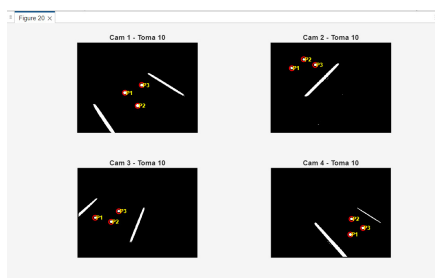 Figure 20 ×
Cam 1 - Toma 10
P3
P1
P2
Cam 2 - Toma 10
P2
P3
P1
Cam 3 - Toma 10
P3
P1
P2
Cam 4 - Toma 10
P2
P3
P1